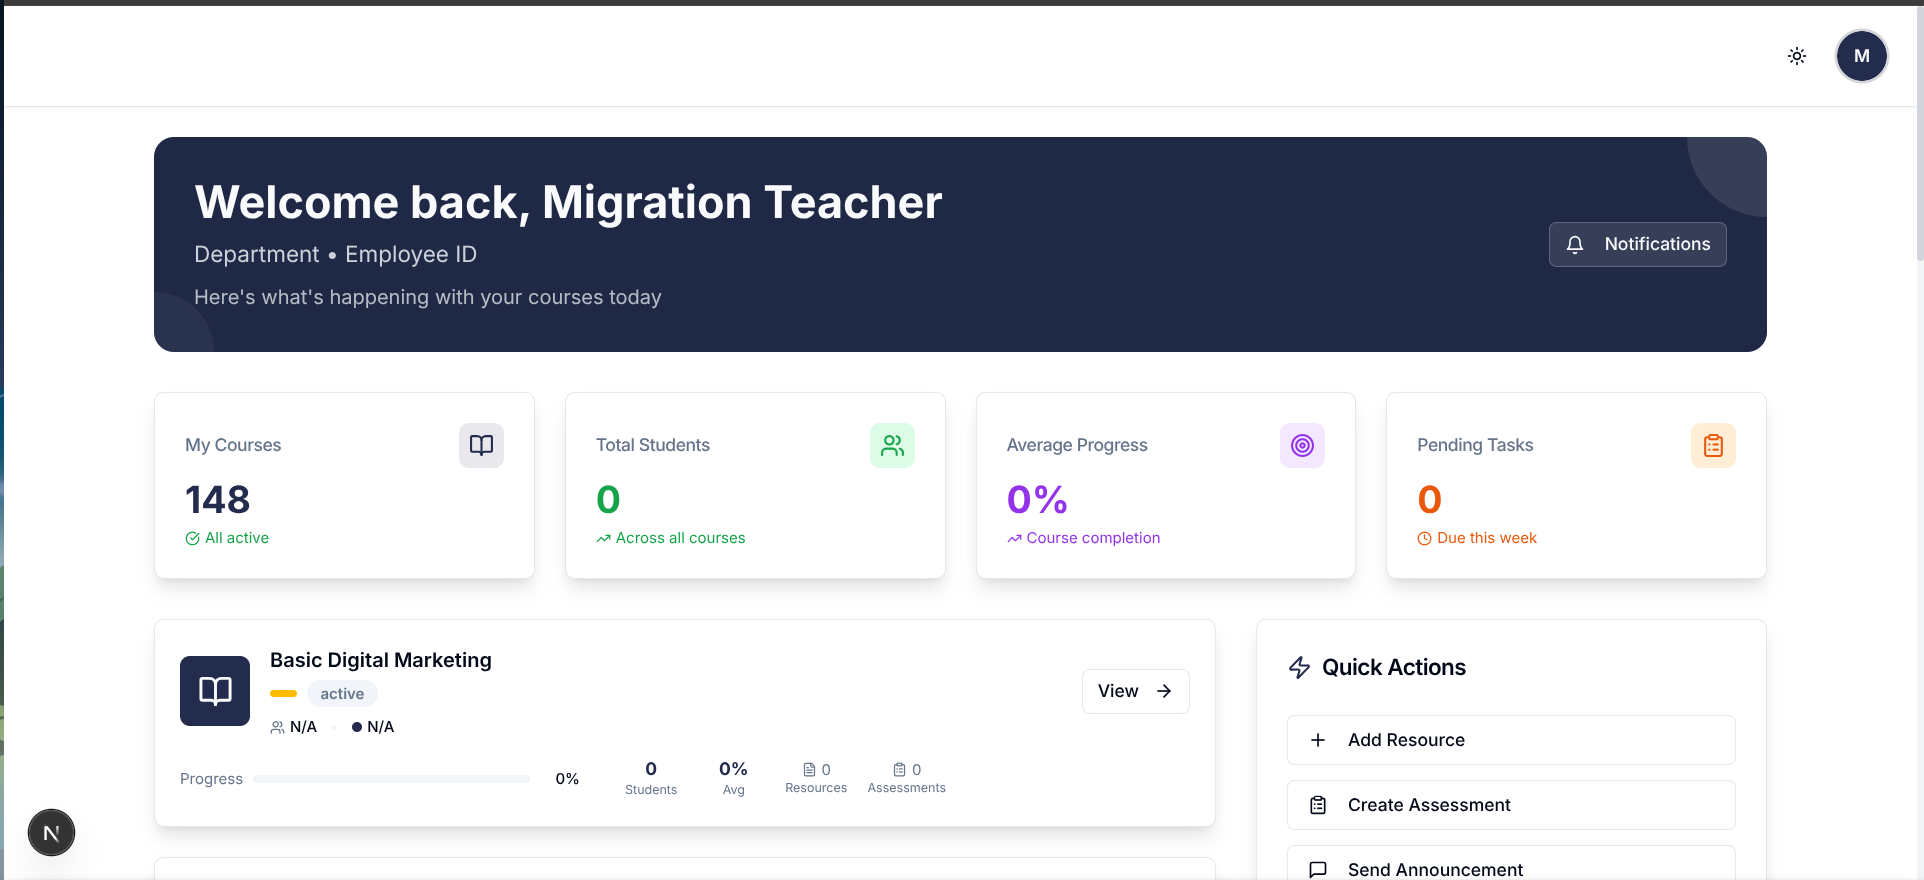 M
Welcome back, Migration Teacher
Department • Employee ID
Here's what's happening with your courses today
Notifications
My Courses
148
All active
Total Students
0
Across all courses
Average Progress
0%
Course completion
Pending Tasks
0
Due this week
Basic Digital Marketing
active
N/A
N/A
View
Progress
0%
0
Students
0%
Avg
0
Resources
0
Assessments
Quick Actions
Add Resource
Create Assessment
Send Announcement
N